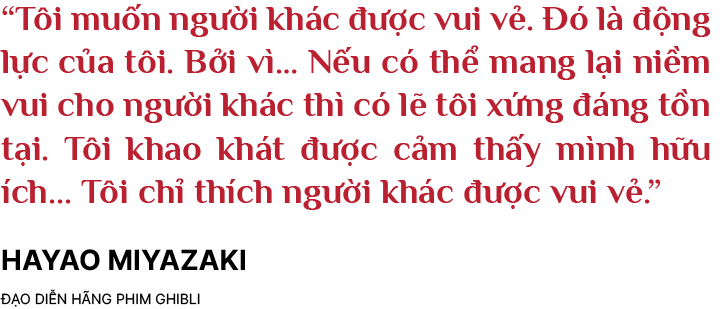 “Tôi muốn người khác được vui vẻ. Đó là động
lực của tôi. Bởi vì... Nếu có thể mang lại niềm
vui cho người khác thì có lẽ tôi xứng đáng tồn
tại. Tôi khao khát được cảm thấy mình hữu
ích... Tôi chỉ thích người khác được vui vẻ.”
HAYAO MIYAZAKI
ĐẠO DIỄN HÃNG PHIM GHIBLI